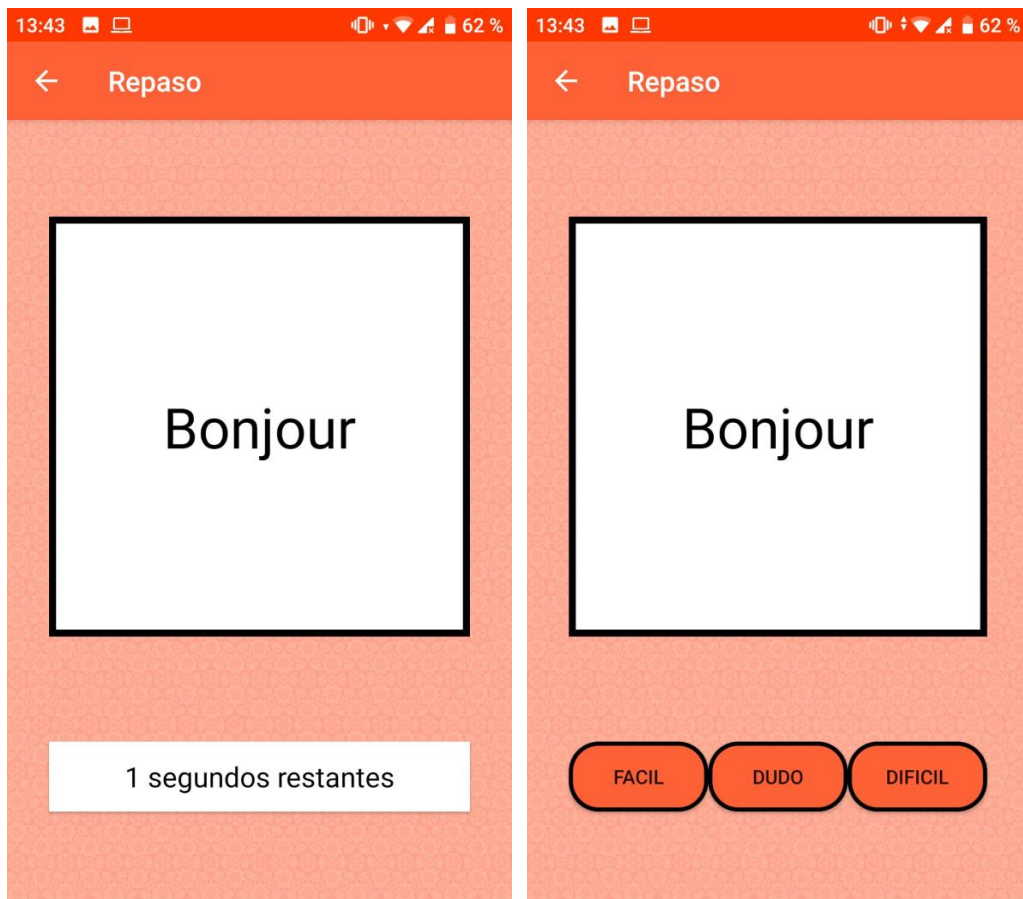 13:43 62 %
Repaso
Bonjour
1 segundos restantes
13:43 62 %
Repaso
Bonjour
FACIL DUDO DIFICIL